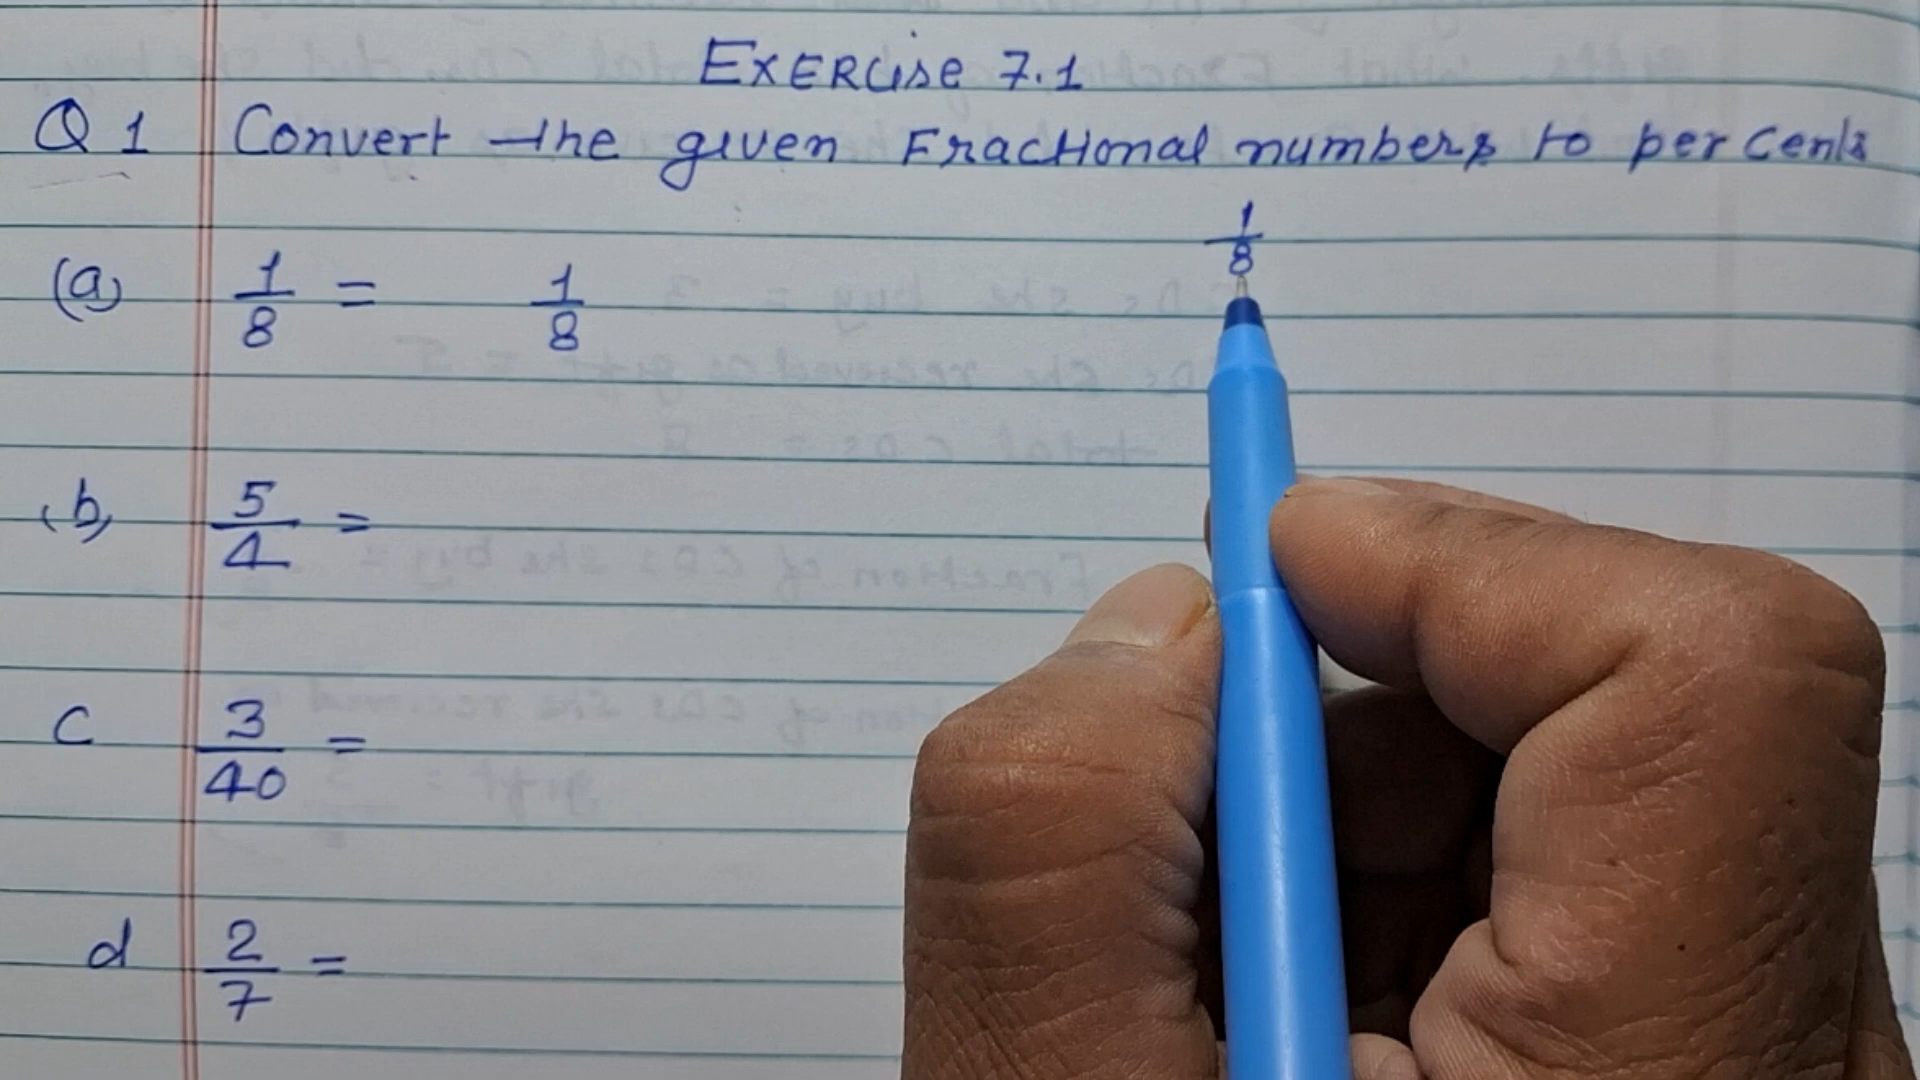 Exercise 7.1
Q 1 Convert the given Fractional numbers to per cents
1/8
(a) 1/8 = 1/8
(b) 5/4 =
c 3/40 =
d 2/7 =